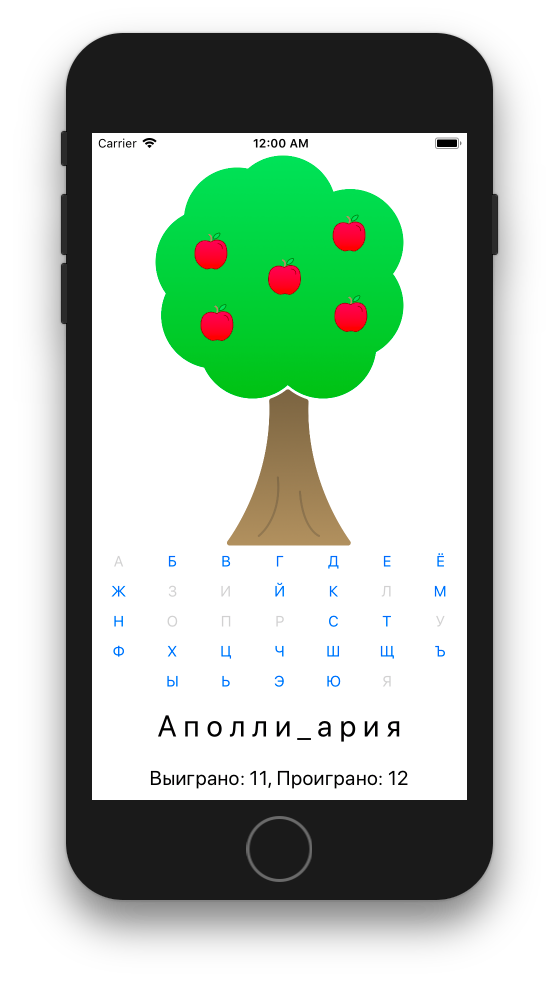 Carrier 12:00 AM
А Б В Г Д Е Ё
Ж З И Й К Л М
Н О П Р С Т У
Ф Х Ц Ч Ш Щ Ъ
Ы Ь Э Ю Я
А п о л л и _ а р и я
Выиграно: 11, Проиграно: 12